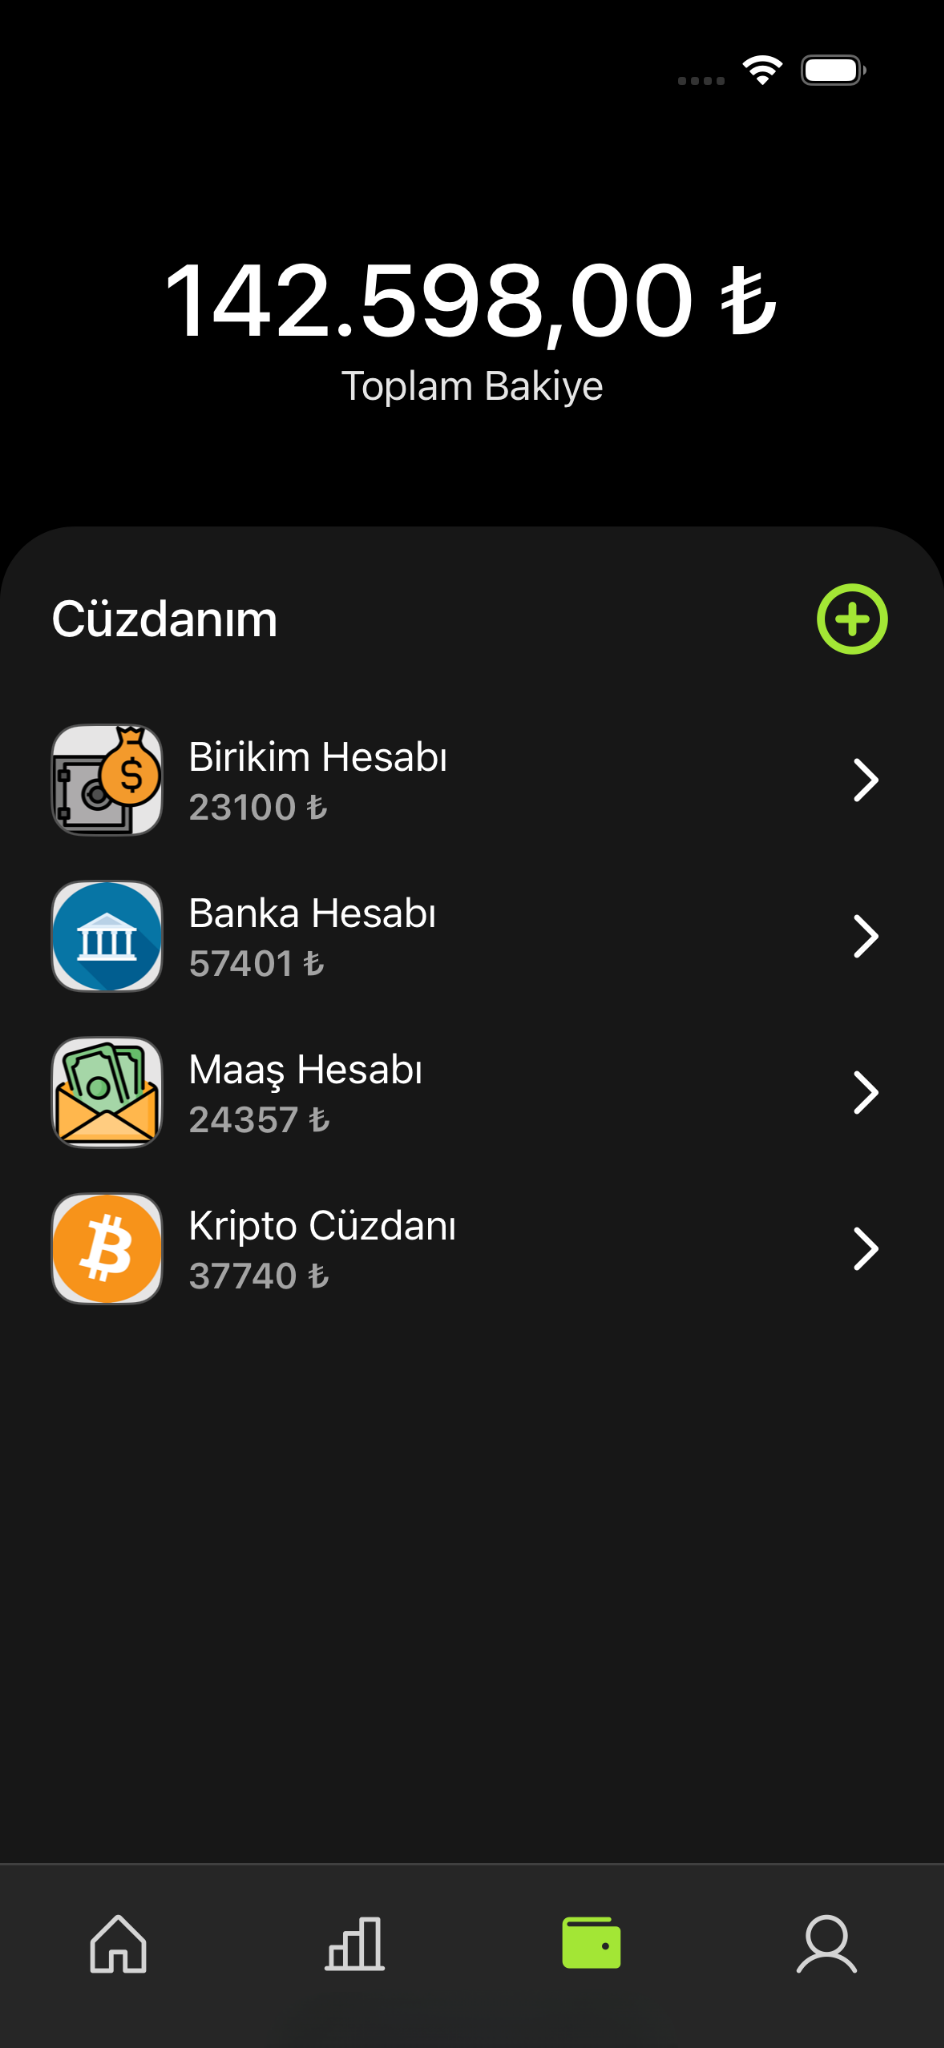 142.598,00 ₺
Toplam Bakiye
Cüzdanım
Birikim Hesabı
23100 ₺
Banka Hesabı
57401 ₺
Maaş Hesabı
24357 ₺
Kripto Cüzdanı
37740 ₺